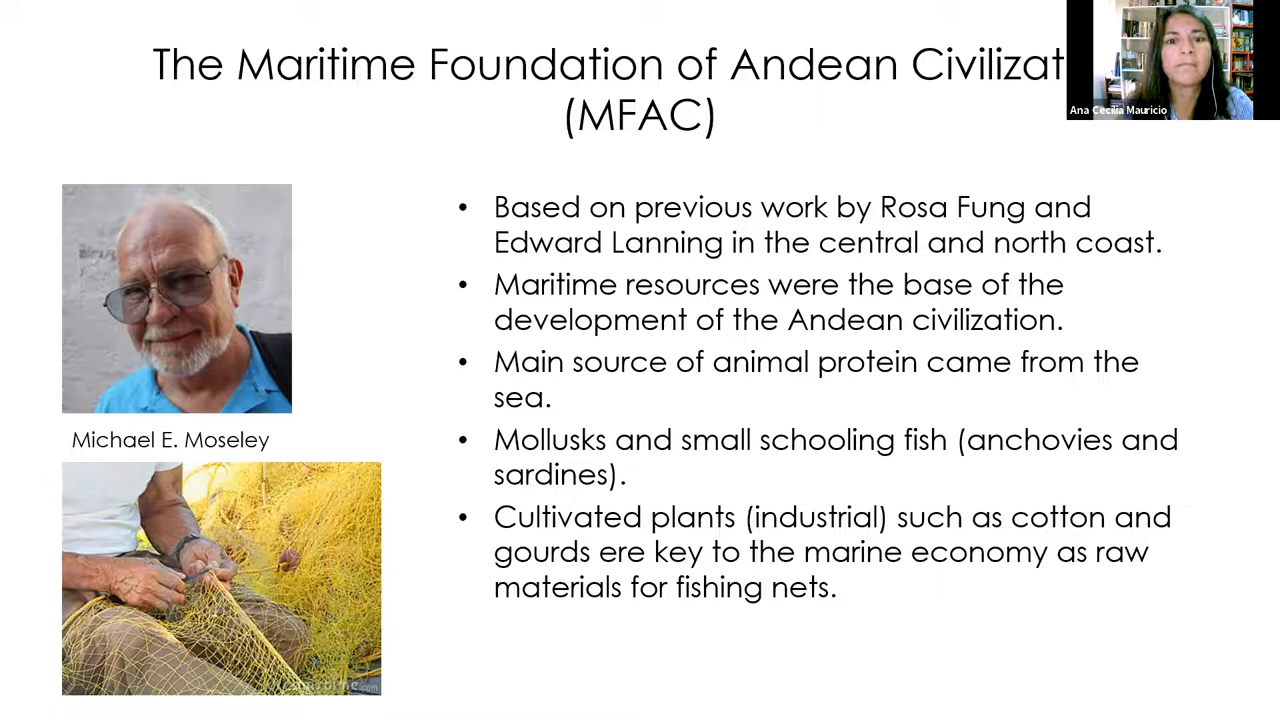 The Maritime Foundation of Andean Civilizat
(MFAC)
Ana Cecilia Mauricio
Based on previous work by Rosa Fung and
Edward Lanning in the central and north coast.
Maritime resources were the base of the
development of the Andean civilization.
Main source of animal protein came from the
sea.
Michael E. Moseley
Mollusks and small schooling fish (anchovies and
sardines).
Cultivated plants (industrial) such as cotton and
gourds ere key to the marine economy as raw
materials for fishing nets.